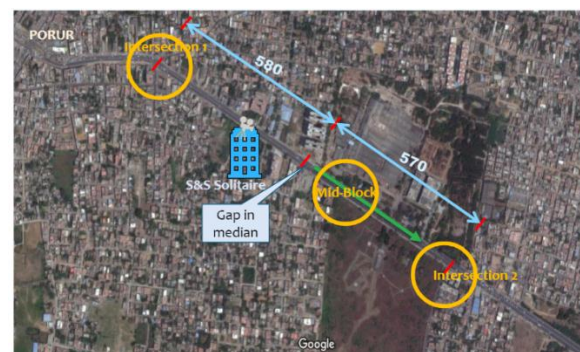 PORUR
Intersection 1
580
S&S Solitaire
Mid-Block
570
Gap in
median
Intersection 2
Google